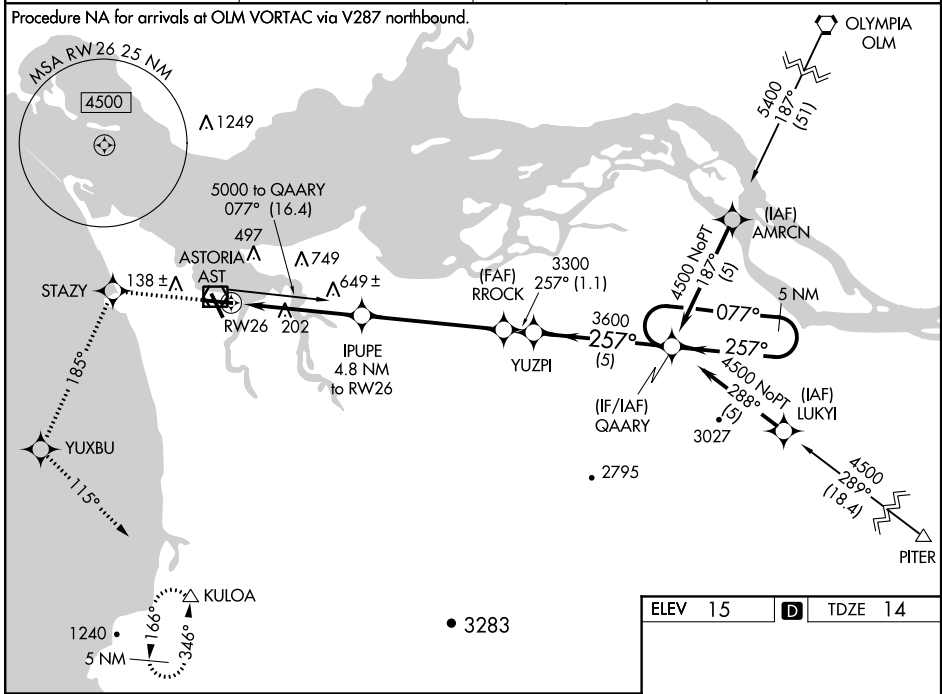 Procedure NA for arrivals at OLM VORTAC via V287 northbound.
MSA RW26 25 NM
4500
1249
OLYMPIA
OLM
5400
187°
(51)
5000 to QAARY
077° (16.4)
497
749
ASTORIA
AST
649 ±
(IAF)
AMRCN
4500 NoPT
187°
(5)
STAZY
138 ±
RW26
202
(FAF)
RROCK
3300
257° (1.1)
5 NM
077°
257°
3600
257°
(5)
IPUPE
4.8 NM
to RW26
YUZPI
(IF/IAF)
QAARY
4500 NoPT
288°
(5)
(IAF)
LUKYI
3027
2795
185°
YUXBU
115°
4500
289°
(18.4)
PITER
KULOA
166°
346°
1240
5 NM
3283
ELEV 15 D TDZE 14